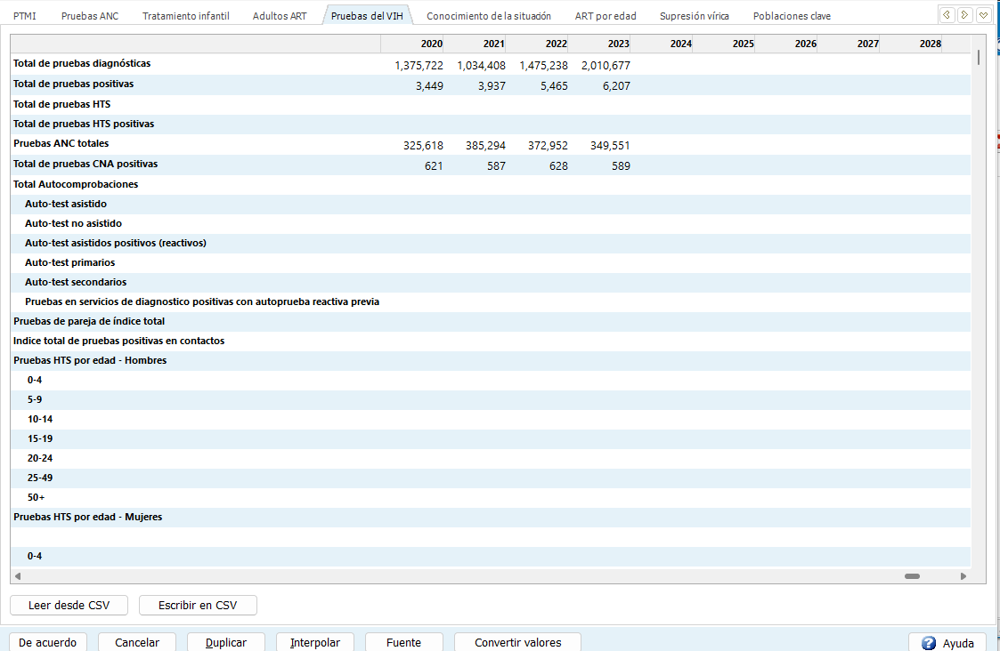 PTMI Pruebas ANC Tratamiento infantil Adultos ART Pruebas del VIH Conocimiento de la situación ART por edad Supresión vírica Poblaciones clave
2020 2021 2022 2023 2024 2025 2026 2027 2028
Total de pruebas diagnósticas 1,375,722 1,034,408 1,475,238 2,010,677
Total de pruebas positivas 3,449 3,937 5,465 6,207
Total de pruebas HTS
Total de pruebas HTS positivas
Pruebas ANC totales 325,618 385,294 372,952 349,551
Total de pruebas CNA positivas 621 587 628 589
Total Autocomprobaciones
Auto-test asistido
Auto-test no asistido
Auto-test asistidos positivos (reactivos)
Auto-test primarios
Auto-test secondarios
Pruebas en servicios de diagnostico positivas con autoprueba reactiva previa
Pruebas de pareja de índice total
Indice total de pruebas positivas en contactos
Pruebas HTS por edad - Hombres
0-4
5-9
10-14
15-19
20-24
25-49
50+
Pruebas HTS por edad - Mujeres
0-4
Leer desde CSV Escribir en CSV
De acuerdo Cancelar Duplicar Interpolar Fuente Convertir valores Ayuda